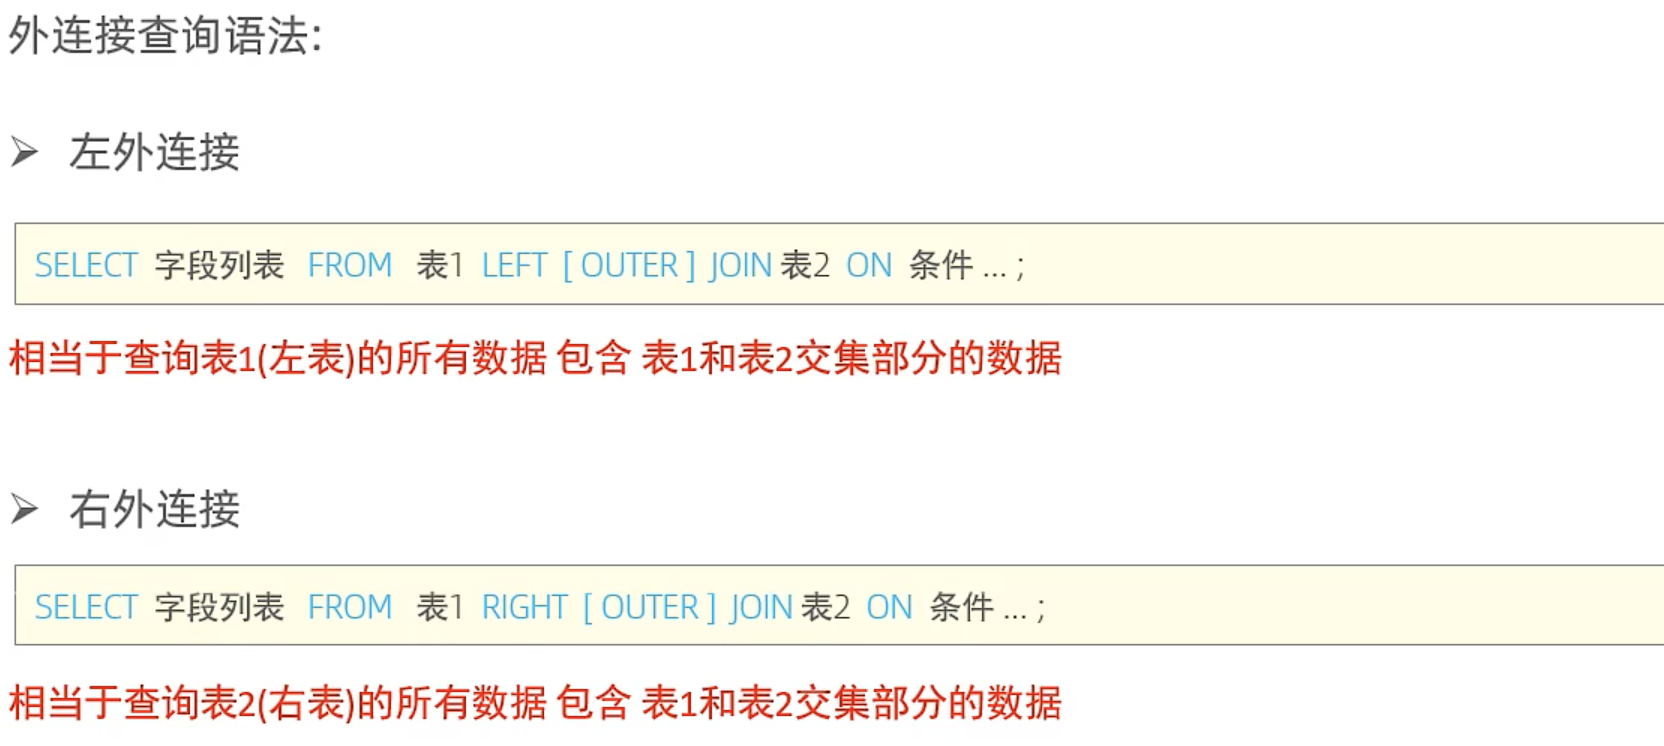 外连接查询语法:
➢ 左外连接
SELECT 字段列表 FROM 表1 LEFT [ OUTER ] JOIN 表2 ON 条件 ... ;
相当于查询表1(左表)的所有数据 包含 表1和表2交集部分的数据
➢ 右外连接
SELECT 字段列表 FROM 表1 RIGHT [ OUTER ] JOIN 表2 ON 条件 ... ;
相当于查询表2(右表)的所有数据 包含 表1和表2交集部分的数据